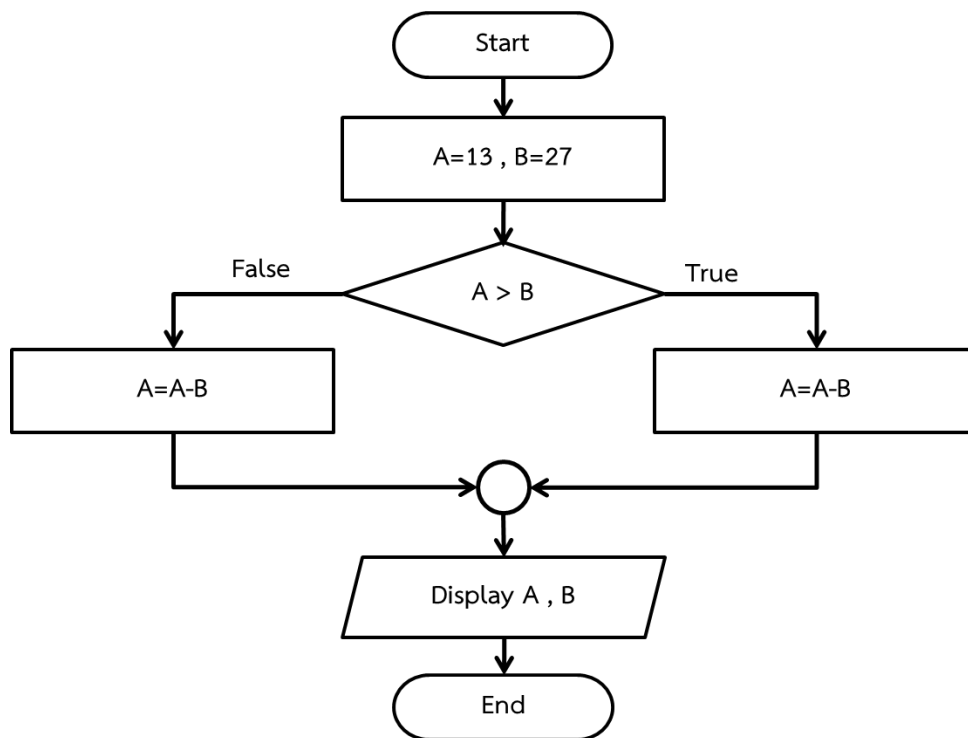 Start
A=13 , B=27
A > B
False
True
A=A-B
A=A-B
Display A , B
End